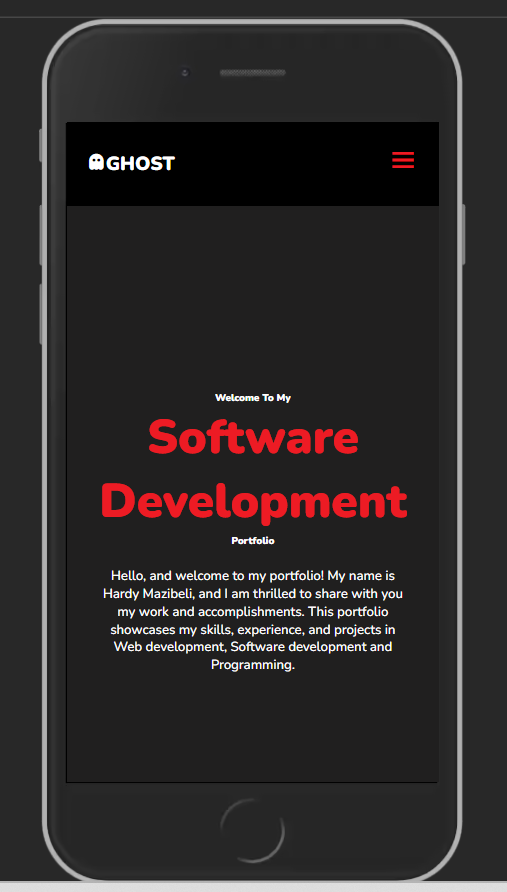 GHOST
Welcome To My
Software
Development
Portfolio
Hello, and welcome to my portfolio! My name is
Hardy Mazibeli, and I am thrilled to share with you
my work and accomplishments. This portfolio
showcases my skills, experience, and projects in
Web development, Software development and
Programming.